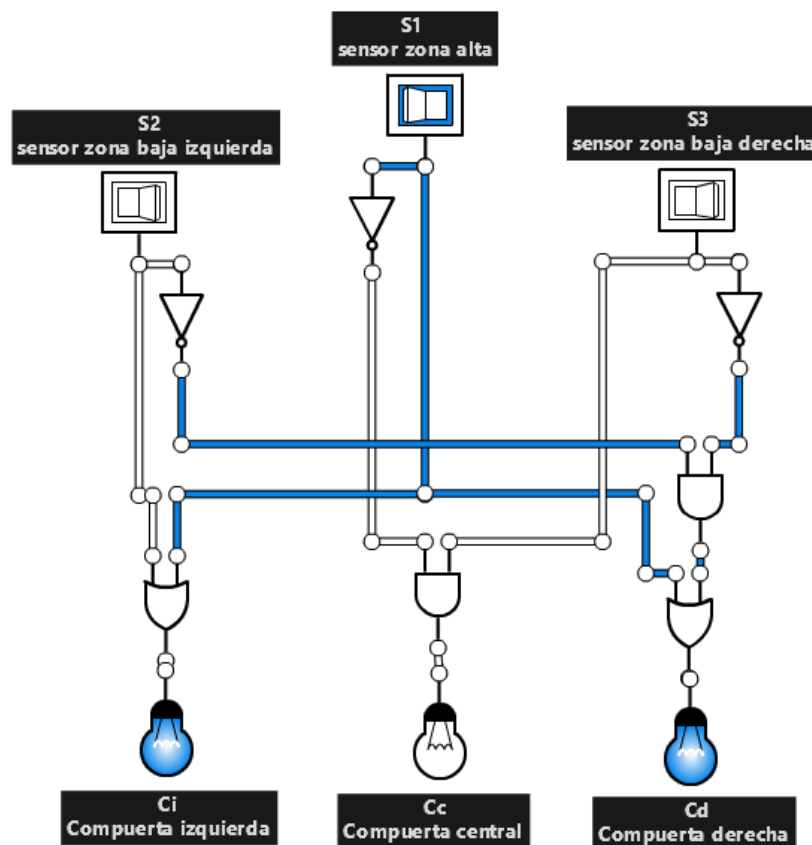 S1
sensor zona alta
S2
sensor zona baja izquierda
S3
sensor zona baja derecha
Ci
Compuerta izquierda
Cc
Compuerta central
Cd
Compuerta derecha